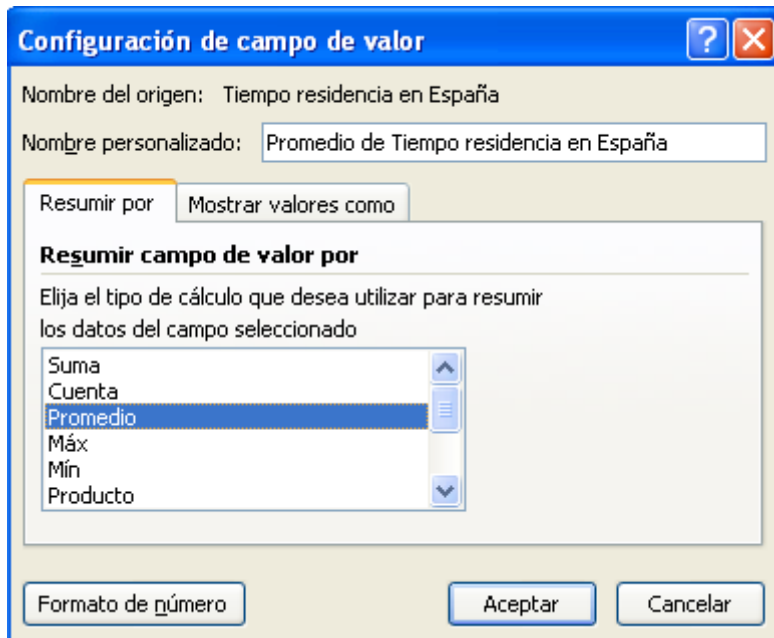 Configuración de campo de valor
Nombre del origen: Tiempo residencia en España
Nombre personalizado: Promedio de Tiempo residencia en España
Resumir por Mostrar valores como
Resumir campo de valor por
Elija el tipo de cálculo que desea utilizar para resumir
los datos del campo seleccionado
Suma
Cuenta
Promedio
Máx
Mín
Producto
Formato de número Aceptar Cancelar